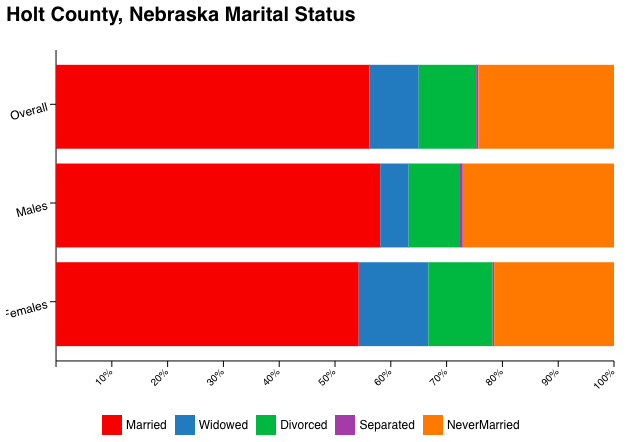 Holt County, Nebraska Marital Status
Overall
Males
Females
10% 20% 30% 40% 50% 60% 70% 80% 90% 100%
Married Widowed Divorced Separated NeverMarried